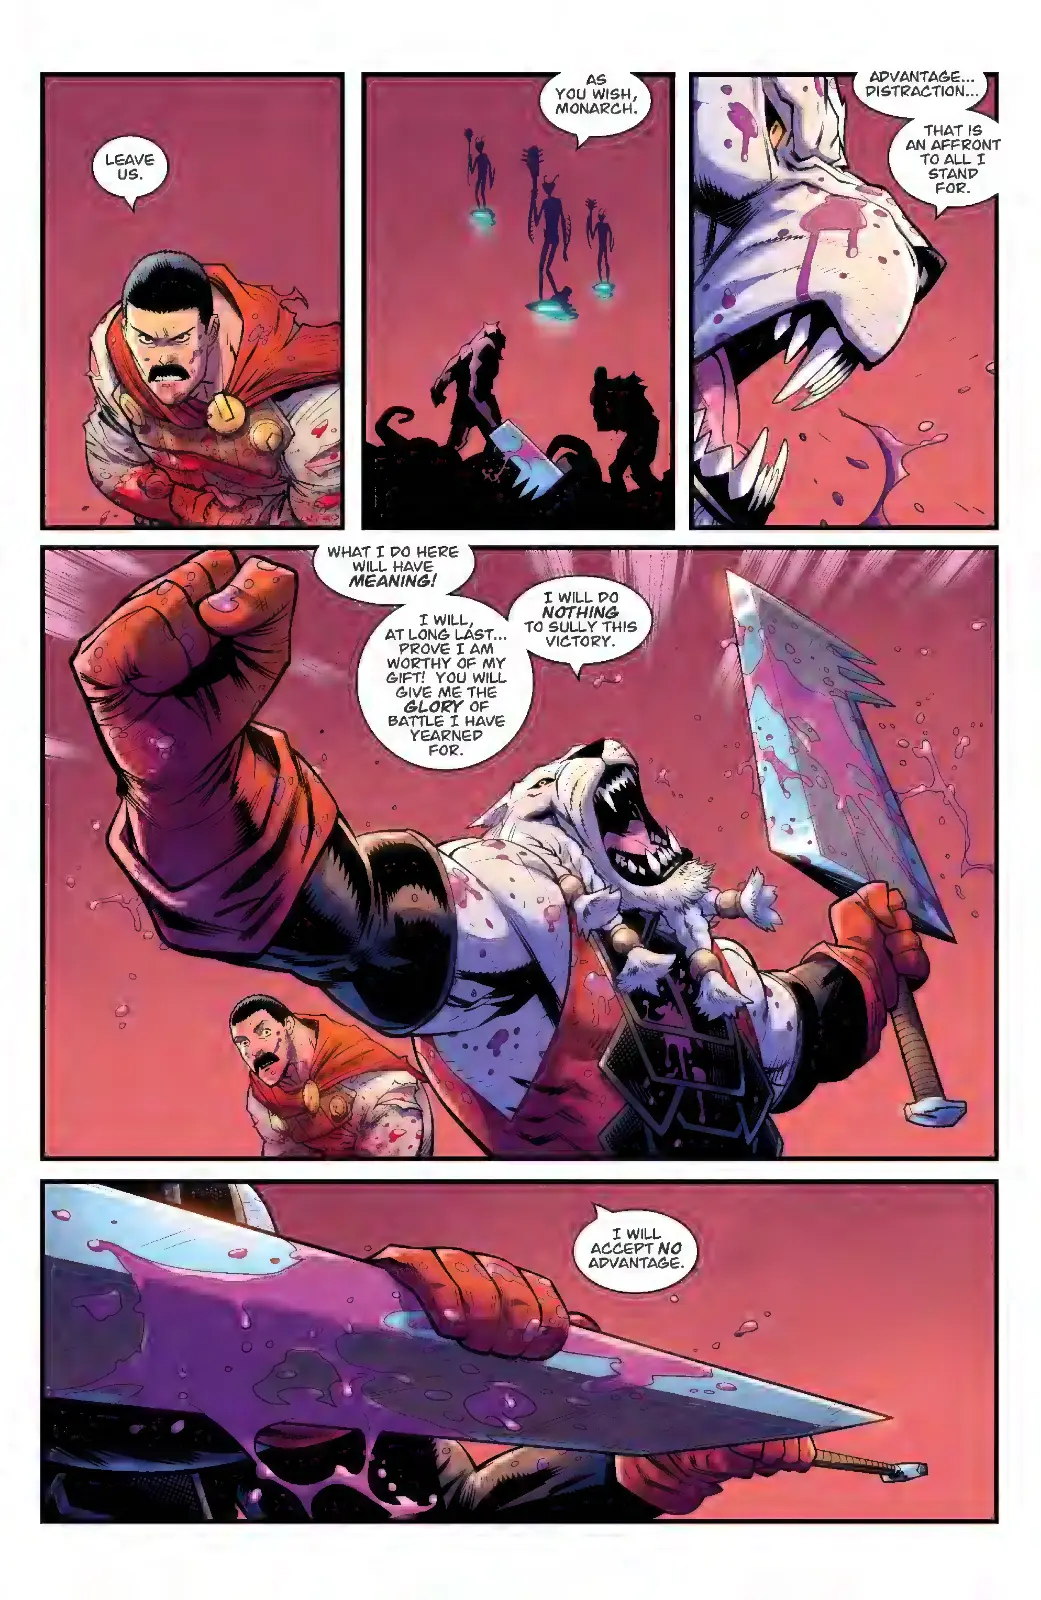 LEAVE
US.
AS
YOU WISH,
MONARCH.
ADVANTAGE...
DISTRACTION...
THAT IS
AN AFFRONT
TO ALL I
STAND
FOR.
WHAT I DO HERE
WILL HAVE
MEANING!
I WILL,
AT LONG LAST...
PROVE I AM
WORTHY OF MY
GIFT! YOU WILL
GIVE ME THE
GLORY OF
BATTLE I HAVE
YEARNED
FOR.
I WILL DO
NOTHING
TO SULLY THIS
VICTORY.
I WILL
ACCEPT NO
ADVANTAGE.